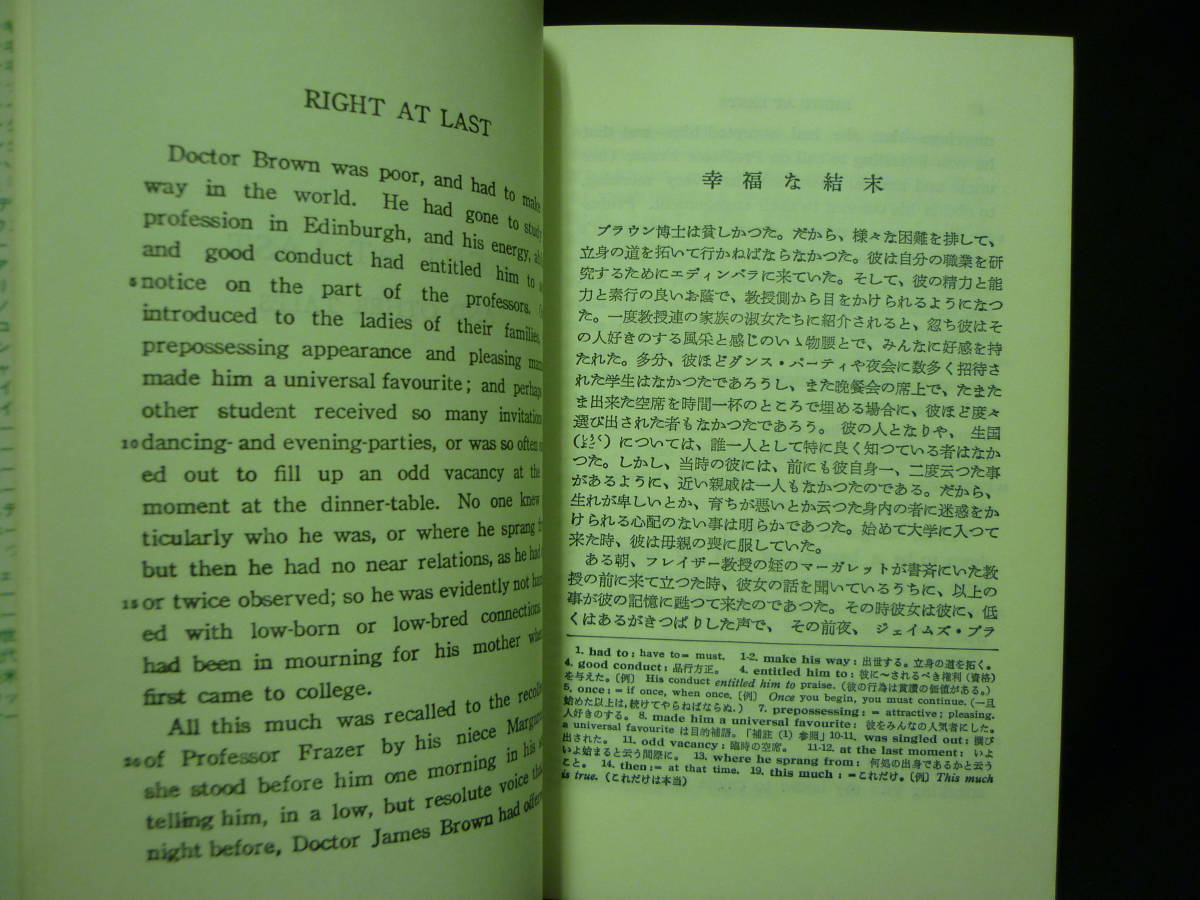 RIGHT AT LAST
Doctor Brown was poor, and had to make
way in the world. He had gone to study
profession in Edinburgh, and his energy,
and good conduct had entitled him to
5 notice on the part of the professors.
introduced to the ladies of their families,
prepossessing appearance and pleasing
made him a universal favourite; and perhaps
other student received so many
10 dancing- and evening-parties, or was so often
ed out to fill up an odd vacancy at the
moment at the dinner-table. No one knew
ticularly who he was, or where he sprang
but then he had no near relations, as he had
15 or twice observed; so he was evidently not
ed with low-born or low-bred connections
had been in mourning for his mother when
first came to college.
All this much was recalled to the
20 of Professor Frazer by his niece
she stood before him one morning in his
telling him, in a low, but resolute voice
night before, Doctor James Brown had
幸福な結末
ブラウン博士は貧しかつた。だから、様々な困難を排して、
立身の道を拓いて行かねばならなかつた。彼は自分の職業を研
究するためにエディンバラに来ていた。そして、彼の精力と能
力と素行の良いお蔭で、教授側から目をかけられるようになつ
た。一度教授連の家族の淑女たちに紹介されると、忽ち彼はそ
の人好きのする風采と感じのいゝ物腰とで、みんなに好感を持
たれた。多分、彼ほどダンス・パーティや夜会に数多く招待さ
れた学生はなかつたであろうし、また晩餐会の席上で、たまた
ま出来た空席を時間一杯のところで埋める場合に、彼ほど度々
選び出された者もなかつたであろう。彼の人となりや、生国
については、誰一人として特に良く知つている者はなか
つた。しかし、当時の彼には、前にも彼自身一、二度云つた事
があるように、近い親戚は一人もなかつたのである。だから、
生れが卑しいとか、育ちが悪いとか云つた身内の者に迷惑をか
けられる心配のない事は明らかであつた。始めて大学に入つて
来た時、彼は母親の喪に服していた。
ある朝、フレイザー教授の姪のマーガレットが書斉にいた教
授の前に来て立つた時、彼女の話を聞いているうちに、以上の
事が彼の記憶に甦つて来たのであつた。その時彼女は彼に、低
くはあるがきつぱりした声で、その前夜、ジェイムズ・ブラ
1. had to: have to= must. 1-2. make his way: 出世する。立身の道を拓く。
4. good conduct: 品行方正。 4. entitled him to: 彼に〜されるべき権利（資格）
を与えた。〔例〕 His conduct entitled him to praise.（彼の行為は賞讃の価値がある。）
5. once: = if once, when once.〔例〕 Once you begin, you must continue.（一旦
始めた以上は、続けてやらねばならぬ。） 7. prepossessing: = attractive; pleasing.
人好きのする。 8. made him a universal favourite: 彼をみんなの人気者にした。
a universal favourite は目的補語。「補註（1）参照」10-11. was singled out: 撰び
出された。 11. odd vacancy: 臨時の空席。 11-12. at the last moment: いよ
いよ始まると云う間際に。 13. where he sprang from: 何処の出身であるかと云う
こと。 14. then: = at that time. 19. this much : =これだけ。〔例〕 This much
is true.（これだけは本当）